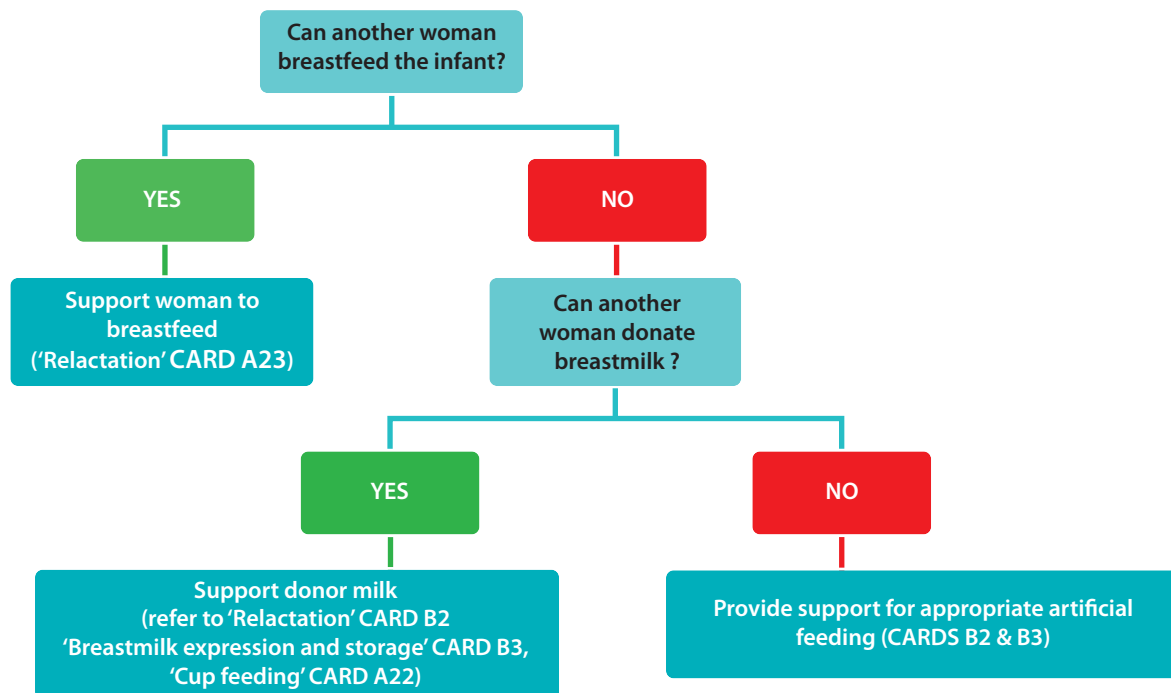 Can another woman
breastfeed the infant?
YES
NO
Support woman to
breastfeed
(‘Relactation’ CARD A23)
Can another
woman donate
breastmilk ?
YES
NO
Support donor milk
(refer to ‘Relactation’ CARD B2
‘Breastmilk expression and storage’ CARD B3,
‘Cup feeding’ CARD A22)
Provide support for appropriate artificial
feeding (CARDS B2 & B3)